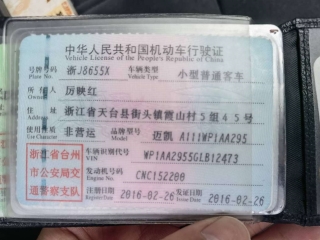 中华人民共和国机动车行驶证
Vehicle License of the People's Republic of China
号牌号码 浙J8655X 车辆类型 小型普通客车
Plate No. Vehicle Type
所有人 厉映红
Owner
住址 浙江省天台县街头镇霞山村5组45号
Address
使用性质 非营运 品牌型号 迈凯 A111WP1AA295
Use Character Model
浙江省台州市公安局交通警察支队
车辆识别代号 WP1AA2955GLB12473
VIN
发动机号码 CNC152200
Engine No.
注册日期 2016-02-26 发证日期 2016-02-26
Register Date Issue Date